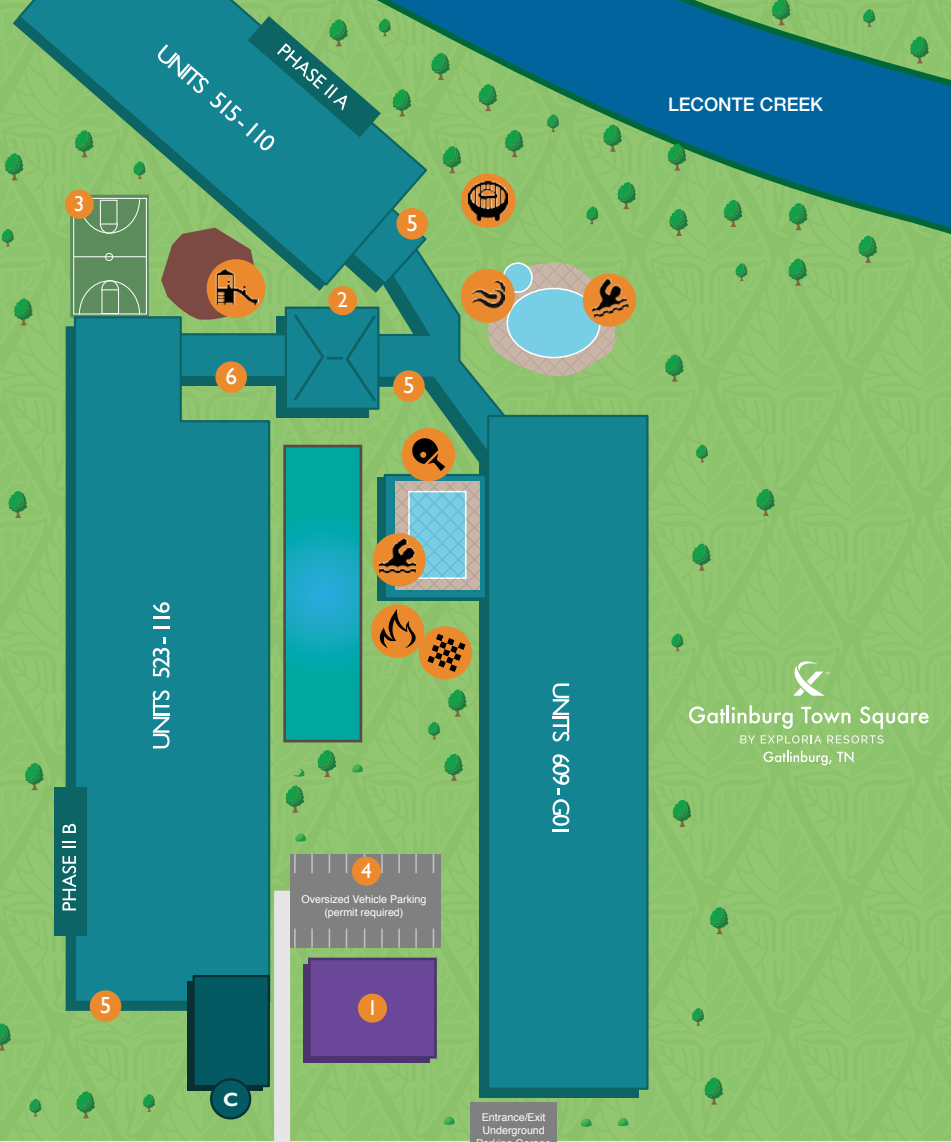 UNITS 515-110
PHASE II A
LECONTE CREEK
3
5
2
6
5
UNITS 523-116
UNITS 609-G01
Gatlinburg Town Square
BY EXPLORIA RESORTS
Gatlinburg, TN
PHASE II B
4
Oversized Vehicle Parking
(permit required)
5
1
C
Entrance/Exit
Underground
Parking Garage